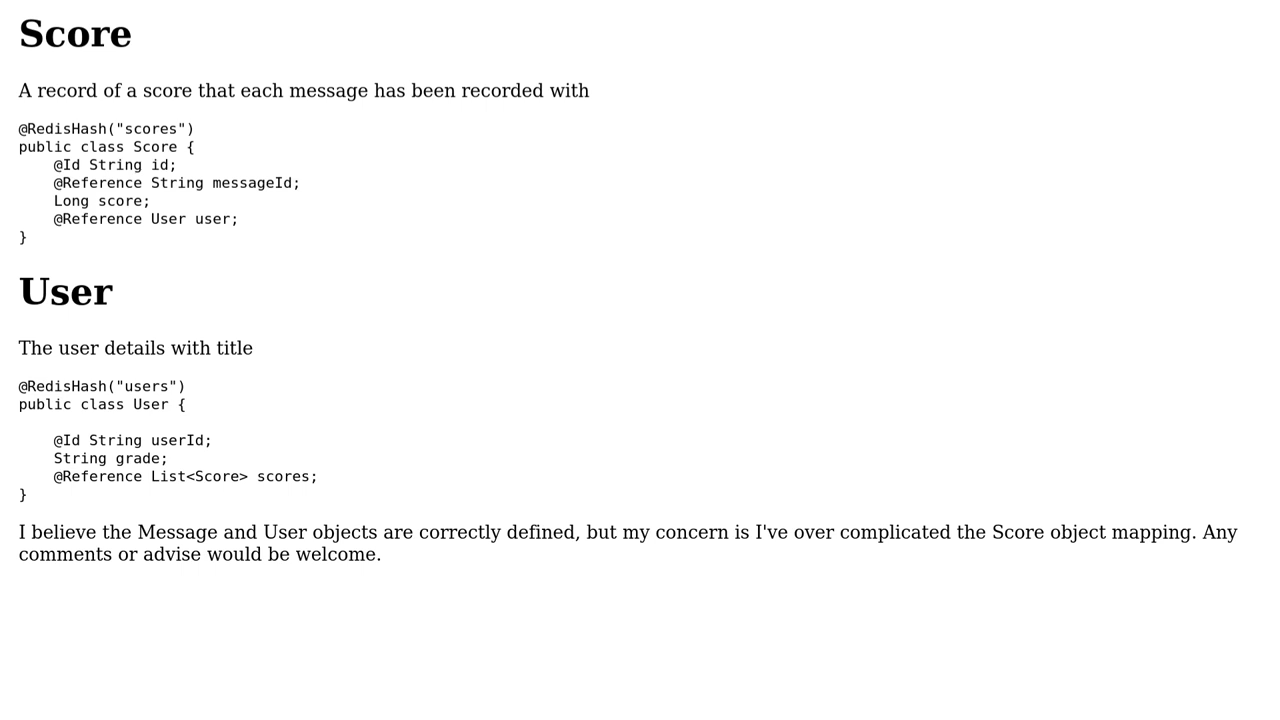 Score
A record of a score that each message has been recorded with
@RedisHash("scores")
public class Score {
    @Id String id;
    @Reference String messageId;
    Long score;
    @Reference User user;
}
User
The user details with title
@RedisHash("users")
public class User {

    @Id String userId;
    String grade;
    @Reference List<Score> scores;
}
I believe the Message and User objects are correctly defined, but my concern is I've over complicated the Score object mapping. Any
comments or advise would be welcome.